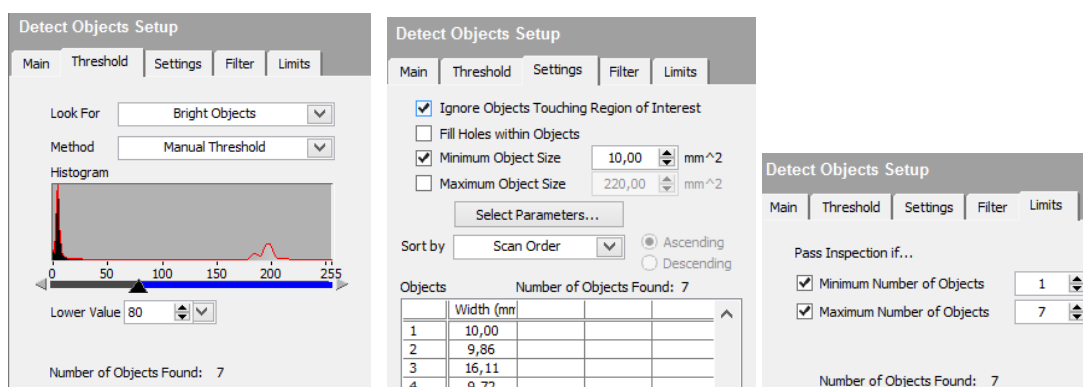 Detect Objects Setup
Main Threshold Settings Filter Limits
Look For Bright Objects
Method Manual Threshold
Histogram
0 50 100 150 200 255
Lower Value 80
Number of Objects Found: 7
Detect Objects Setup
Main Threshold Settings Filter Limits
Ignore Objects Touching Region of Interest
Fill Holes within Objects
Minimum Object Size 10,00 mm^2
Maximum Object Size 220,00 mm^2
Select Parameters...
Sort by Scan Order Ascending
Descending
Objects Number of Objects Found: 7
Width (mm
1 10,00
2 9,86
3 16,11
4 9,72
Detect Objects Setup
Main Threshold Settings Filter Limits
Pass Inspection if...
Minimum Number of Objects 1
Maximum Number of Objects 7
Number of Objects Found: 7